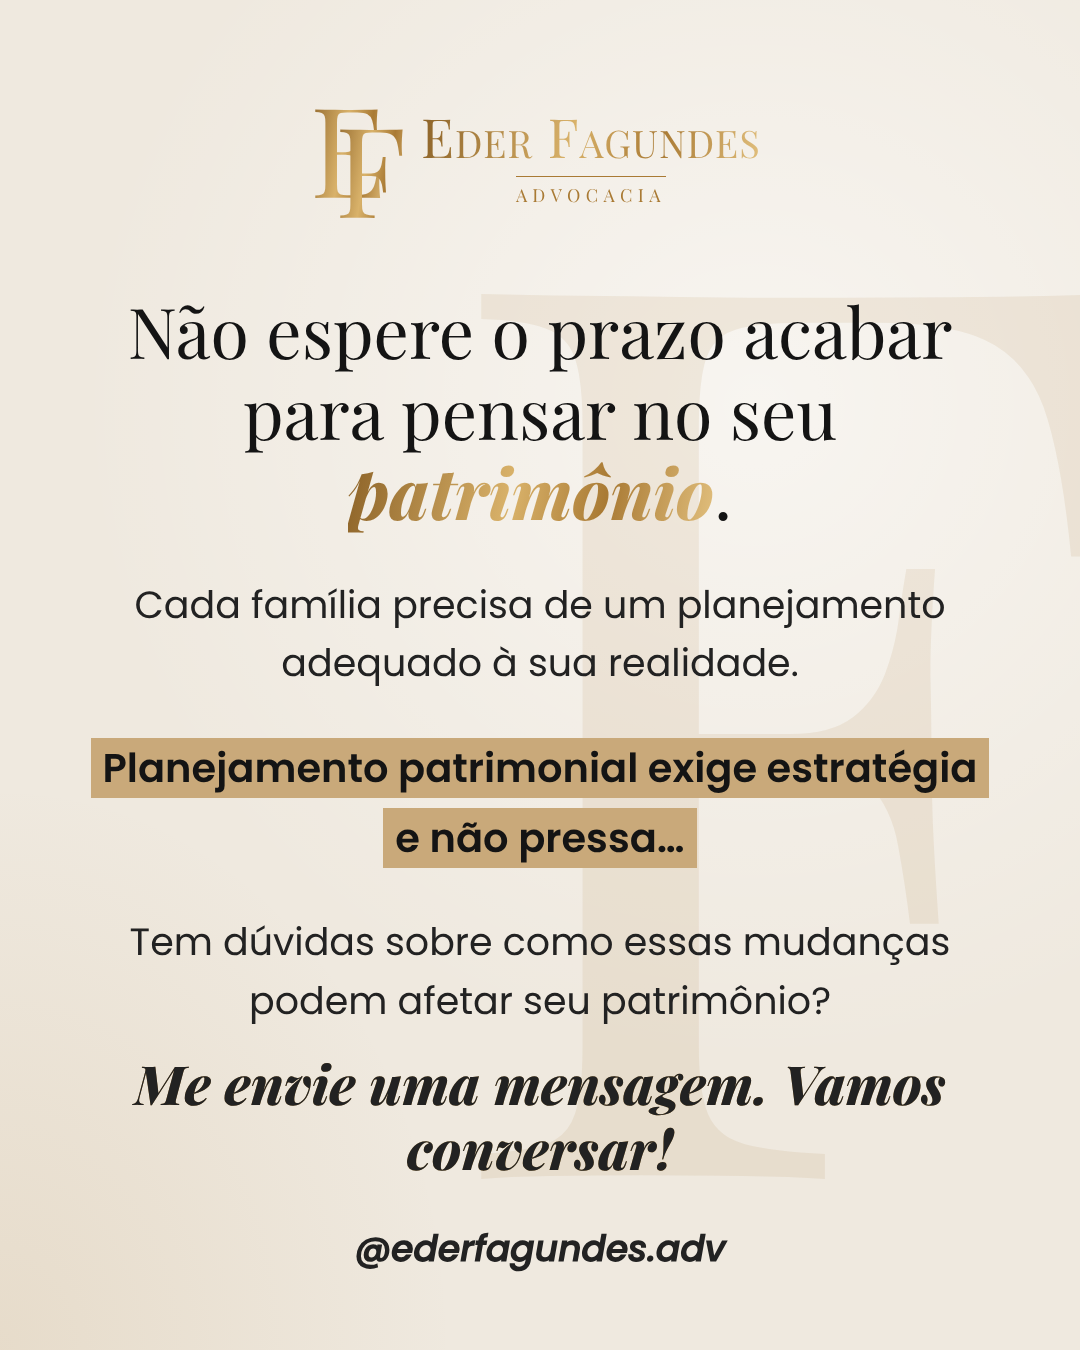 EF
EDER FAGUNDES
ADVOCACIA
Não espere o prazo acabar
para pensar no seu
patrimônio.
Cada família precisa de um planejamento
adequado à sua realidade.
Planejamento patrimonial exige estratégia
e não pressa...
Tem dúvidas sobre como essas mudanças
podem afetar seu patrimônio?
Me envie uma mensagem. Vamos
conversar!
@ederfagundes.adv